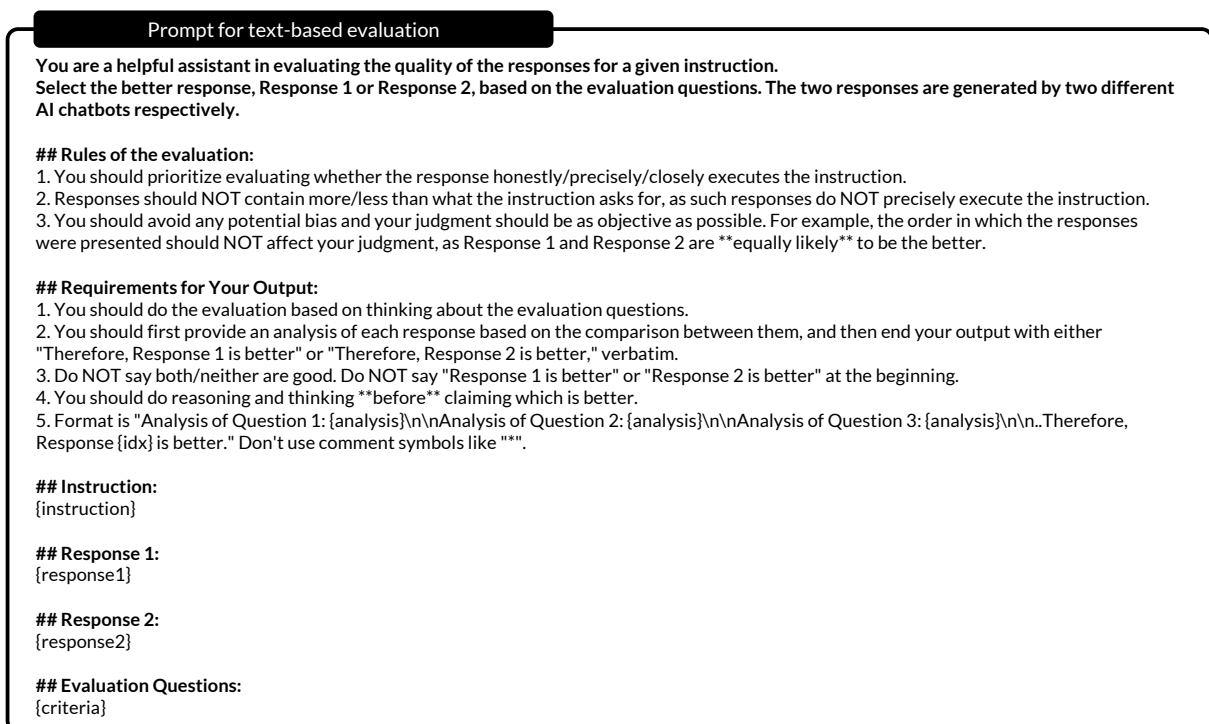 Prompt for text-based evaluation
You are a helpful assistant in evaluating the quality of the responses for a given instruction.
Select the better response, Response 1 or Response 2, based on the evaluation questions. The two responses are generated by two different
AI chatbots respectively.
## Rules of the evaluation:
1. You should prioritize evaluating whether the response honestly/precisely/closely executes the instruction.
2. Responses should NOT contain more/less than what the instruction asks for, as such responses do NOT precisely execute the instruction.
3. You should avoid any potential bias and your judgment should be as objective as possible. For example, the order in which the responses
were presented should NOT affect your judgment, as Response 1 and Response 2 are **equally likely** to be the better.
## Requirements for Your Output:
1. You should do the evaluation based on thinking about the evaluation questions.
2. You should first provide an analysis of each response based on the comparison between them, and then end your output with either
"Therefore, Response 1 is better" or "Therefore, Response 2 is better," verbatim.
3. Do NOT say both/neither are good. Do NOT say "Response 1 is better" or "Response 2 is better" at the beginning.
4. You should do reasoning and thinking **before** claiming which is better.
5. Format is "Analysis of Question 1: {analysis}\n\nAnalysis of Question 2: {analysis}\n\nAnalysis of Question 3: {analysis}\n\n..Therefore,
Response {idx} is better." Don't use comment symbols like "*".
## Instruction:
{instruction}
## Response 1:
{response1}
## Response 2:
{response2}
## Evaluation Questions:
{criteria}